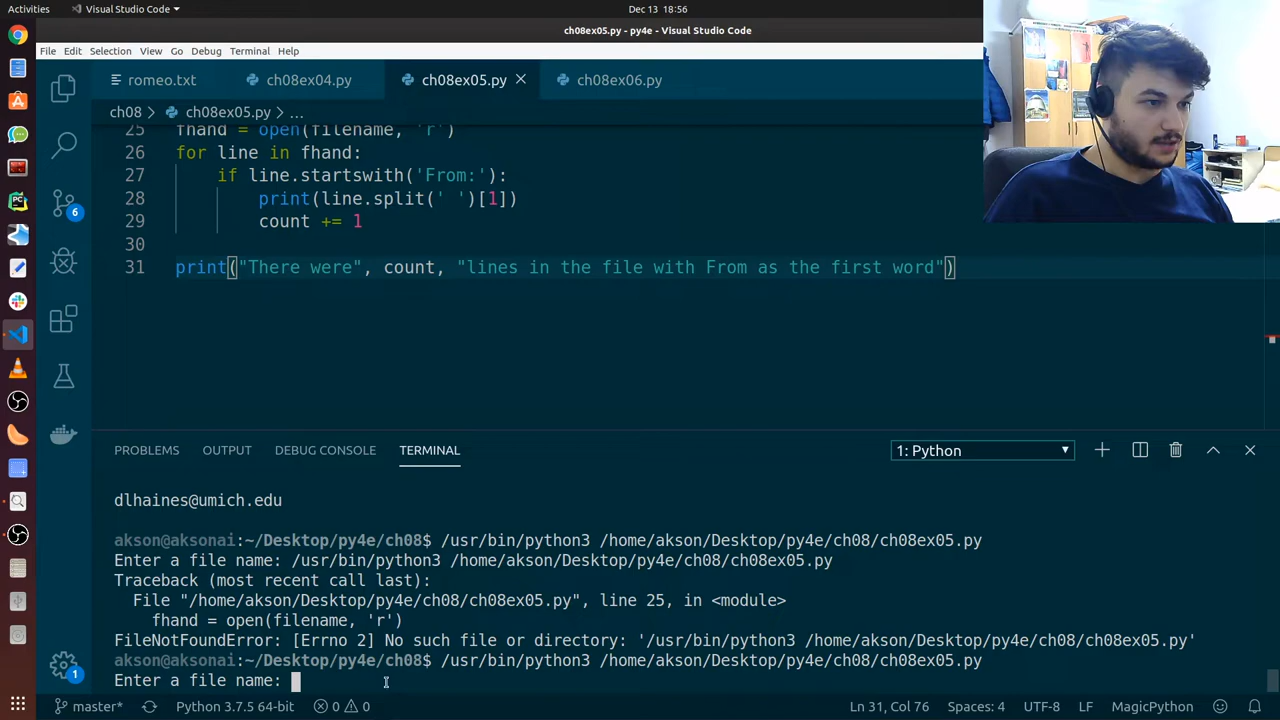 Activities Visual Studio Code Dec 13 18:56
ch08ex05.py - py4e - Visual Studio Code
File Edit Selection View Go Debug Terminal Help
romeo.txt ch08ex04.py ch08ex05.py ch08ex06.py
ch08 > ch08ex05.py > ...
25 fhand = open(filename, 'r')
26 for line in fhand:
27 if line.startswith('From:'):
28 print(line.split(' ')[1])
29 count += 1
30
31 print("There were", count, "lines in the file with From as the first word")
6
PROBLEMS OUTPUT DEBUG CONSOLE TERMINAL 1: Python
dlhaines@umich.edu
akson@aksonai:~/Desktop/py4e/ch08$ /usr/bin/python3 /home/akson/Desktop/py4e/ch08/ch08ex05.py
Enter a file name: /usr/bin/python3 /home/akson/Desktop/py4e/ch08/ch08ex05.py
Traceback (most recent call last):
File "/home/akson/Desktop/py4e/ch08/ch08ex05.py", line 25, in <module>
fhand = open(filename, 'r')
FileNotFoundError: [Errno 2] No such file or directory: '/usr/bin/python3 /home/akson/Desktop/py4e/ch08/ch08ex05.py'
akson@aksonai:~/Desktop/py4e/ch08$ /usr/bin/python3 /home/akson/Desktop/py4e/ch08/ch08ex05.py
Enter a file name:
1
master* Python 3.7.5 64-bit 0 0 Ln 31, Col 76 Spaces: 4 UTF-8 LF MagicPython